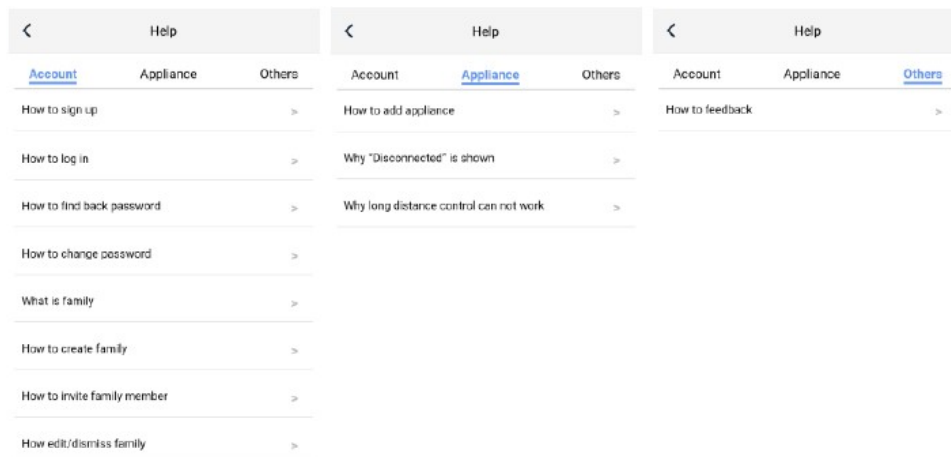 Help
Account Appliance Others
How to sign up >
How to log in >
How to find back password >
How to change password >
What is family >
How to create family >
How to invite family member >
How edit/dismiss family >
Help
Account Appliance Others
How to add appliance >
Why "Disconnected" is shown >
Why long distance control can not work >
Help
Account Appliance Others
How to feedback >